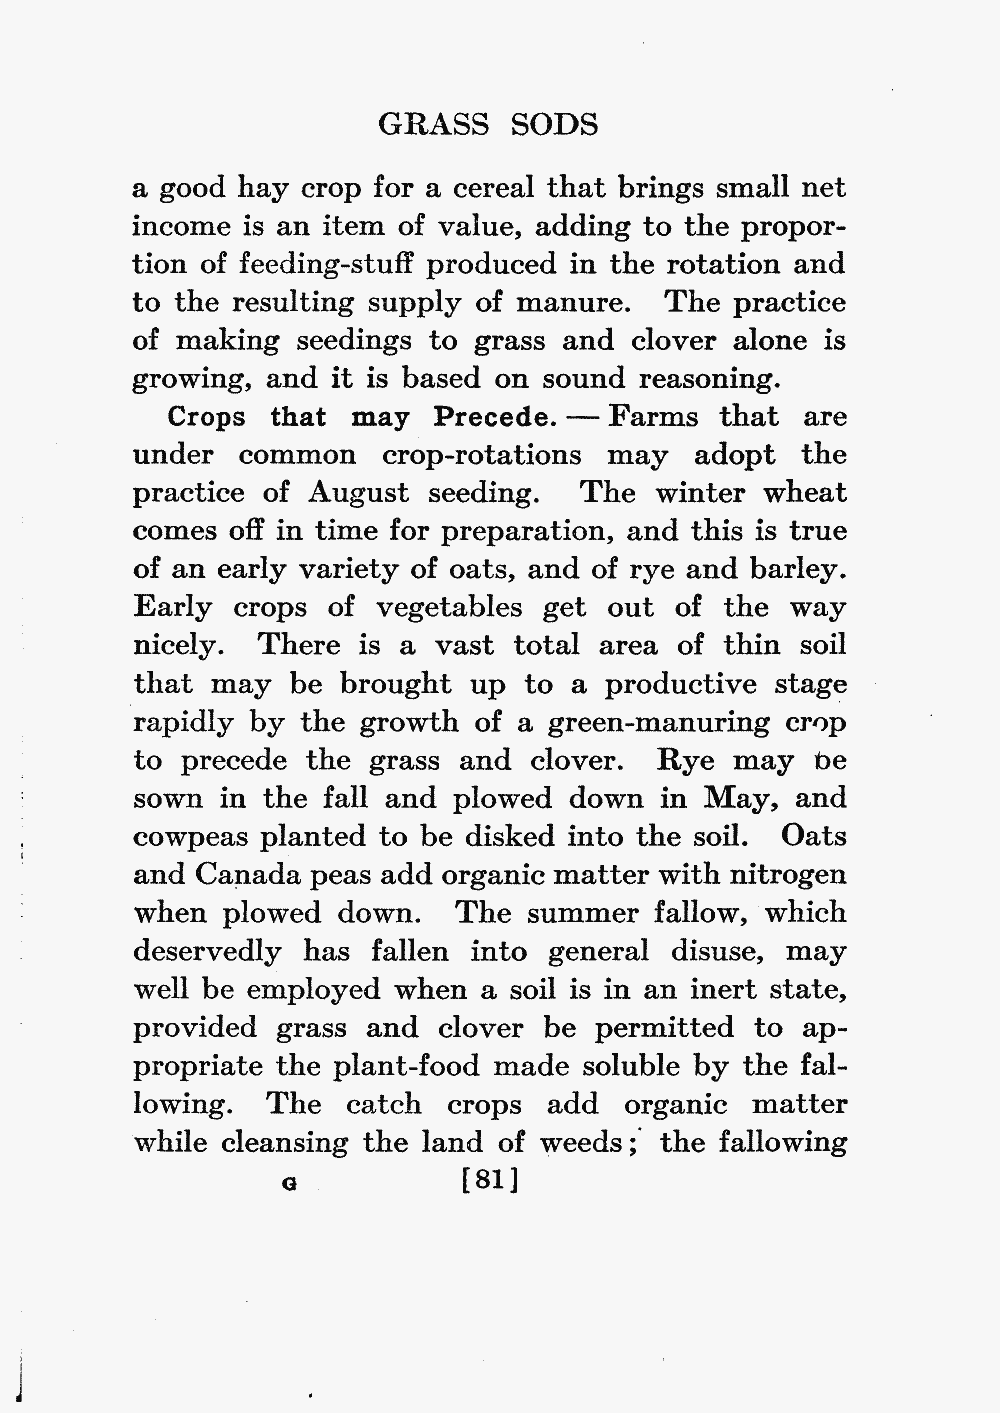 GRASS SODS
a good hay crop for a cereal that brings small net
income is an item of value, adding to the propor-
tion of feeding-stuff produced in the rotation and
to the resulting supply of manure. The practice
of making seedings to grass and clover alone is
growing, and it is based on sound reasoning.
Crops that may Precede. — Farms that are
under common crop-rotations may adopt the
practice of August seeding. The winter wheat
comes off in time for preparation, and this is true
of an early variety of oats, and of rye and barley.
Early crops of vegetables get out of the way
nicely. There is a vast total area of thin soil
that may be brought up to a productive stage
rapidly by the growth of a green-manuring crop
to precede the grass and clover. Rye may be
sown in the fall and plowed down in May, and
cowpeas planted to be disked into the soil. Oats
and Canada peas add organic matter with nitrogen
when plowed down. The summer fallow, which
deservedly has fallen into general disuse, may
well be employed when a soil is in an inert state,
provided grass and clover be permitted to ap-
propriate the plant-food made soluble by the fal-
lowing. The catch crops add organic matter
while cleansing the land of weeds; the fallowing
G [81]